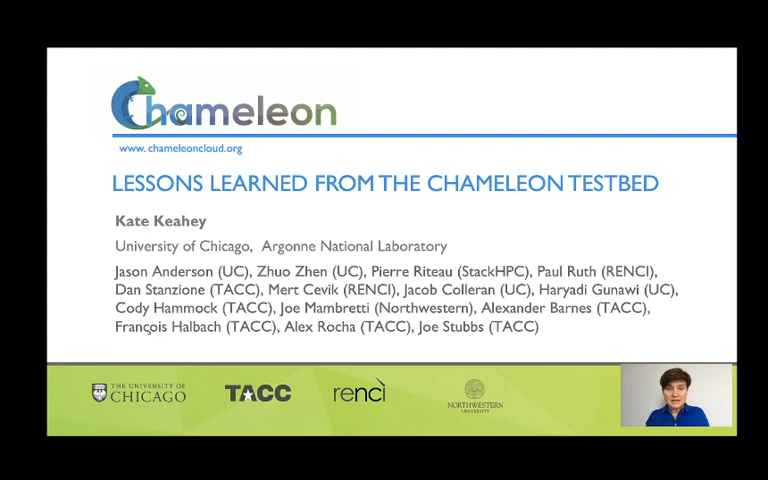 Chameleon
www. chameleoncloud.org
LESSONS LEARNED FROM THE CHAMELEON TESTBED
Kate Keahey
University of Chicago, Argonne National Laboratory
Jason Anderson (UC), Zhuo Zhen (UC), Pierre Riteau (StackHPC), Paul Ruth (RENCI),
Dan Stanzione (TACC), Mert Cevik (RENCI), Jacob Colleran (UC), Haryadi Gunawi (UC),
Cody Hammock (TACC), Joe Mambretti (Northwestern), Alexander Barnes (TACC),
François Halbach (TACC), Alex Rocha (TACC), Joe Stubbs (TACC)
THE UNIVERSITY OF
CHICAGO
TACC
renci
NORTHWESTERN
UNIVERSITY